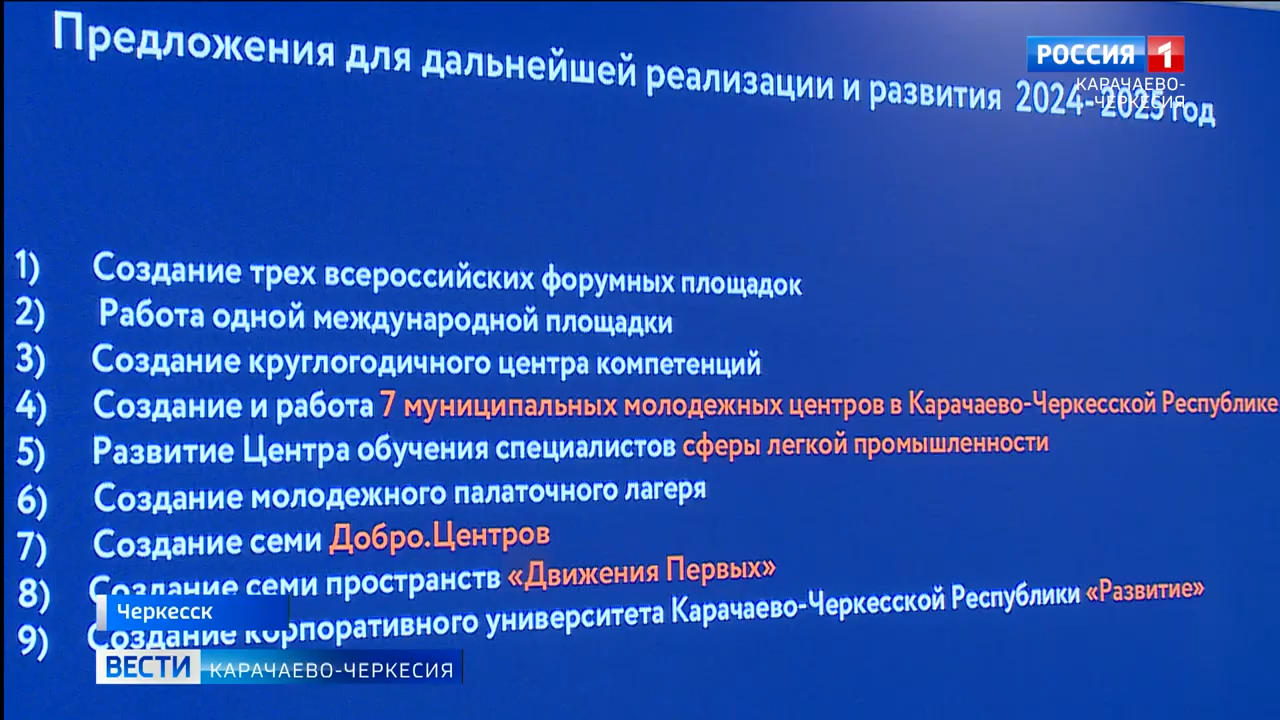 Предложения для дальнейшей реализации и развития 2024-2025 год
РОССИЯ 1
КАРАЧАЕВО-
ЧЕРКЕСИЯ
1) Создание трех всероссийских форумных площадок
2) Работа одной международной площадки
3) Создание круглогодичного центра компетенций
4) Создание и работа 7 муниципальных молодежных центров в Карачаево-Черкесской Республике
5) Развитие Центра обучения специалистов сферы легкой промышленности
6) Создание молодежного палаточного лагеря
7) Создание семи Добро.Центров
8) Создание семи пространств «Движения Первых»
9) Создание корпоративного университета Карачаево-Черкесской Республики «Развитие»
Черкесск
ВЕСТИ КАРАЧАЕВО-ЧЕРКЕСИЯ